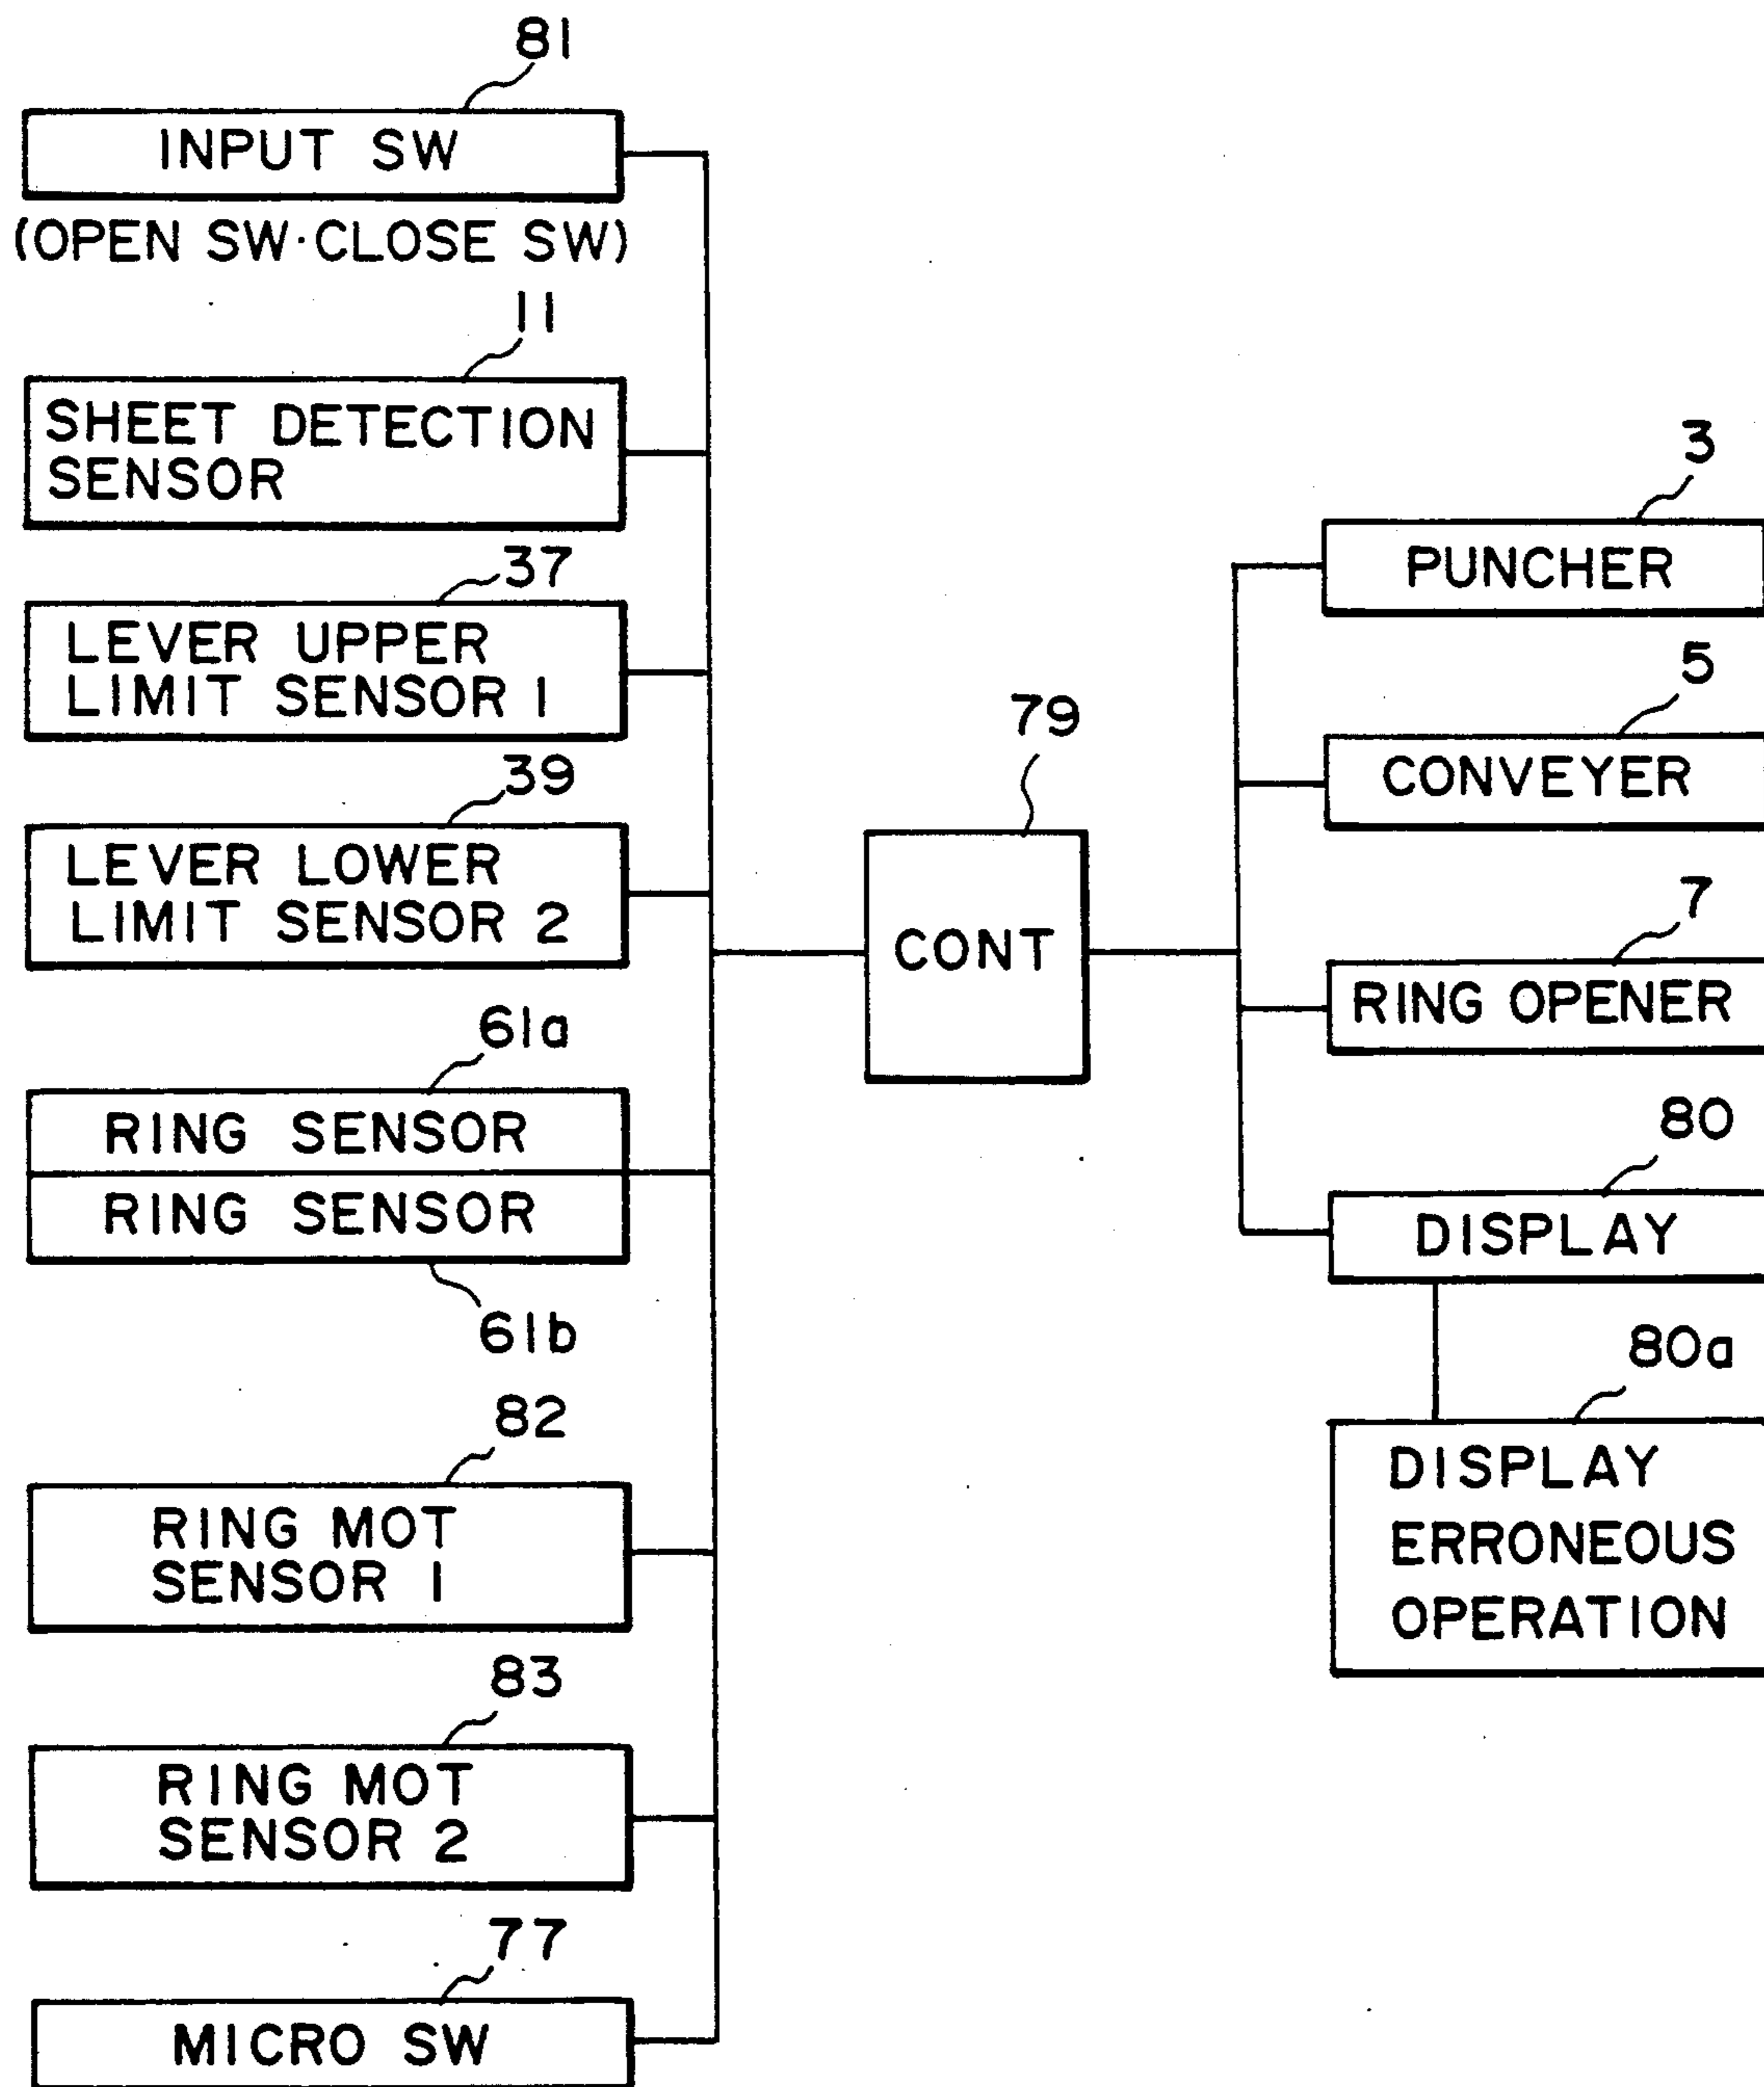 81
INPUT SW
(OPEN SW·CLOSE SW)
11
SHEET DETECTION
SENSOR
37
LEVER UPPER
LIMIT SENSOR 1
39
LEVER LOWER
LIMIT SENSOR 2
61a
RING SENSOR
RING SENSOR
61b
82
RING MOT
SENSOR 1
83
RING MOT
SENSOR 2
77
MICRO SW
79
CONT
3
PUNCHER
5
CONVEYER
7
RING OPENER
80
DISPLAY
80a
DISPLAY
ERRONEOUS
OPERATION